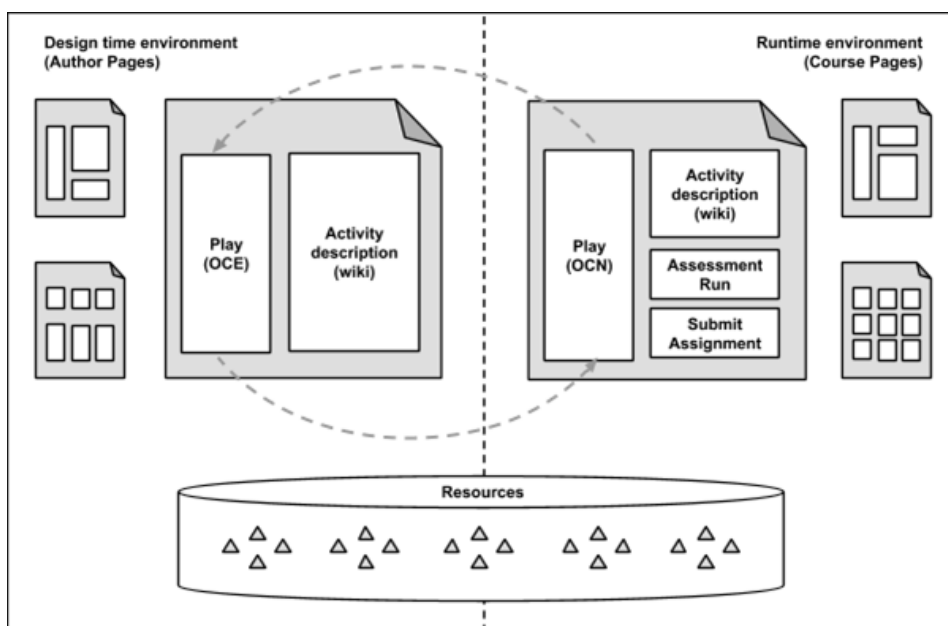 Design time environment
(Author Pages)
Runtime environment
(Course Pages)
Play
(OCE)
Activity
description
(wiki)
Play
(OCN)
Activity
description
(wiki)
Assessment
Run
Submit
Assignment
Resources